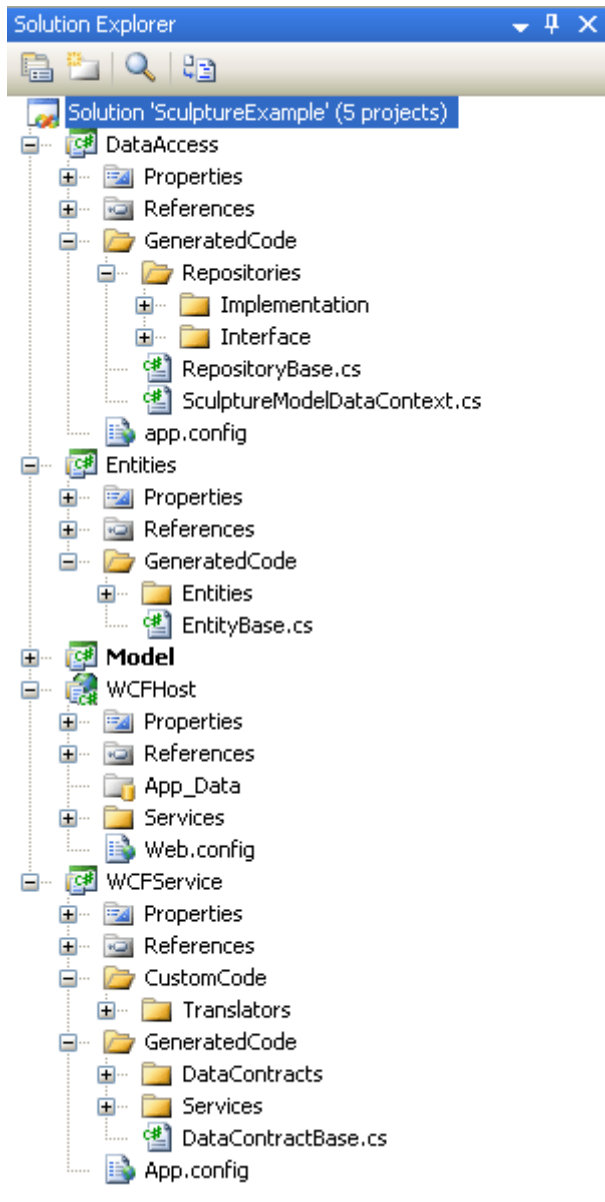 Solution Explorer
Solution 'SculptureExample' (5 projects)
DataAccess
Properties
References
GeneratedCode
Repositories
Implementation
Interface
RepositoryBase.cs
SculptureModelDataContext.cs
app.config
Entities
Properties
References
GeneratedCode
Entities
EntityBase.cs
Model
WCFHost
Properties
References
App_Data
Services
Web.config
WCFService
Properties
References
CustomCode
Translators
GeneratedCode
DataContracts
Services
DataContractBase.cs
App.config